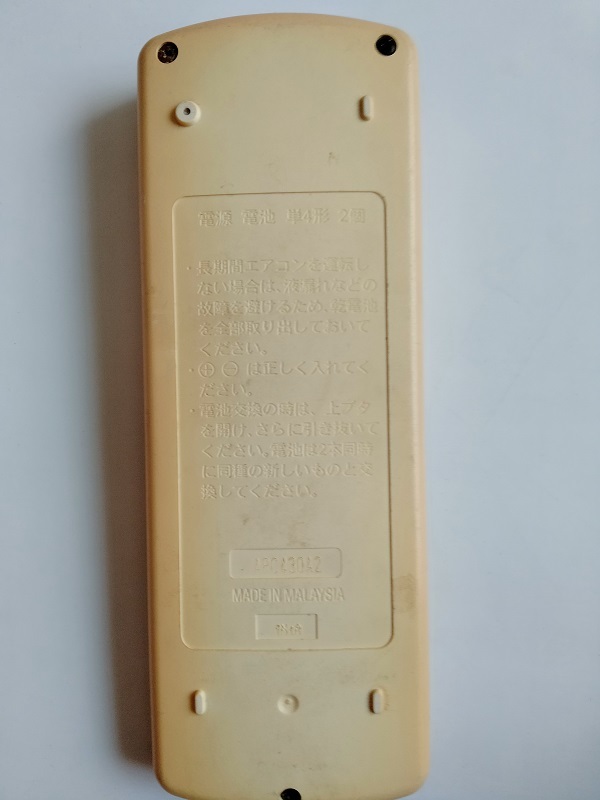 電源 電池 単4形 2個
・長期間エアコンを運転し
ない場合は、液漏れなどの
故障を避けるため、乾電池
を全部取り出しておいて
ください。
・⊕ ⊖ は正しく入れてく
ださい。
・電池交換の時は、上ブタ
を開け、さらに引き抜いて
ください。電池は2本同時
に同種の新しいものと交
換してください。
MADE IN MALAYSIA